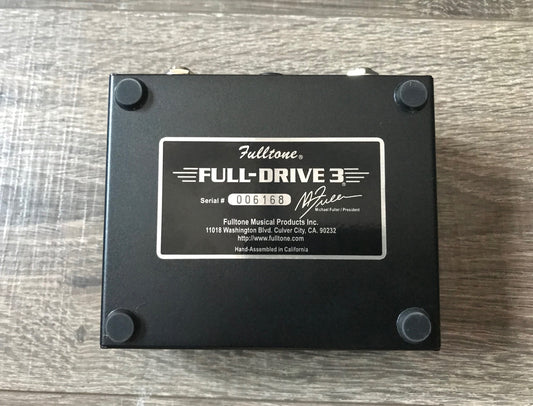 Fulltone®
FULL-DRIVE 3®
Serial # 006168
M Fuller
Michael Fuller / President
Fulltone Musical Products Inc.
11018 Washington Blvd. Culver City, CA. 90232
http://www.fulltone.com
Hand-Assembled in California